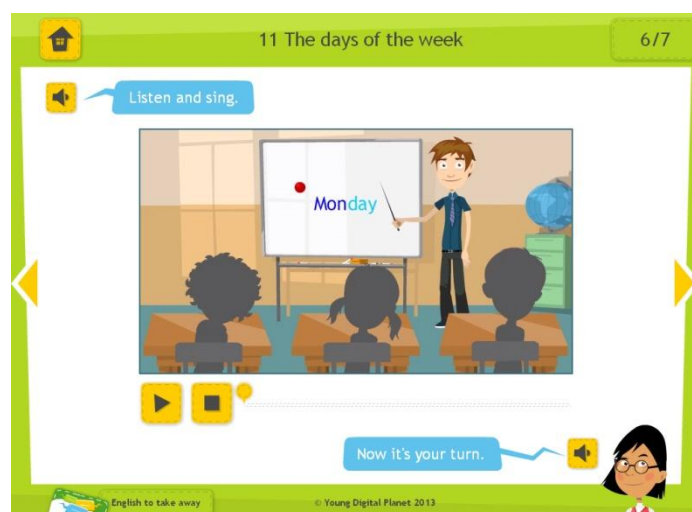 11 The days of the week
6/7
Listen and sing.
Monday
Now it's your turn.
English to take away
© Young Digital Planet 2013